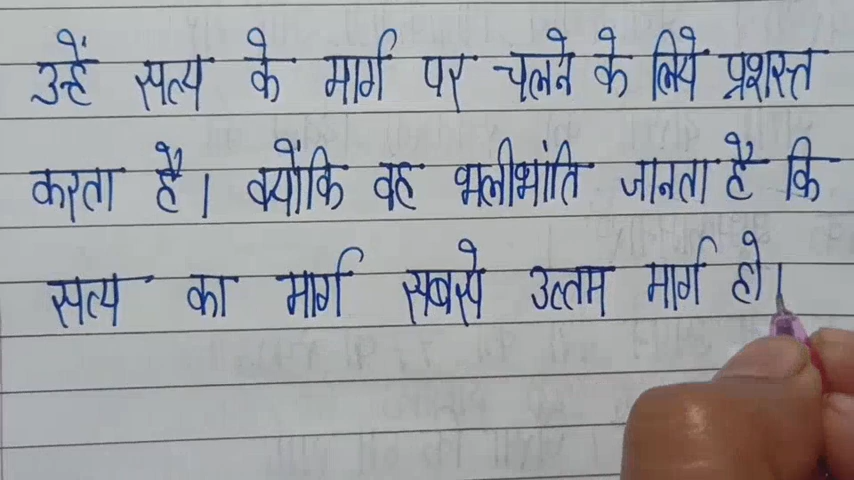 उन्हें सत्य के मार्ग पर चलने के लिये प्रशस्त
करता है। क्योंकि वह भलीभांति जानता है कि
सत्य का मार्ग सबसे उत्तम मार्ग हो।